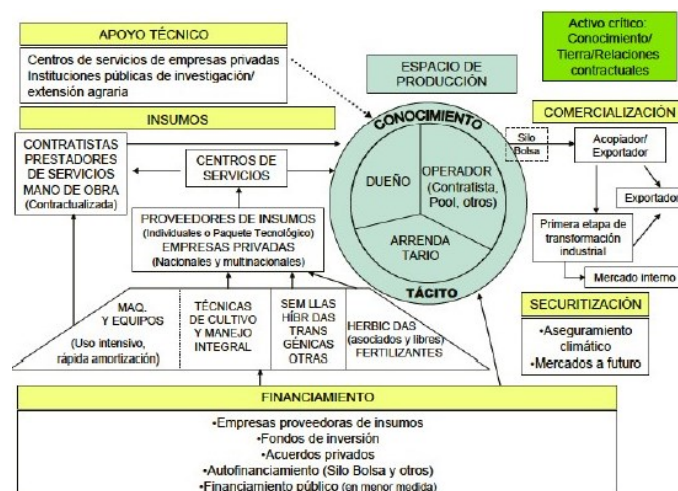 APOYO TÉCNICO
Centros de servicios de empresas privadas
Instituciones públicas de investigación/
extensión agraria
ESPACIO DE
PRODUCCIÓN
Activo crítico:
Conocimiento/
Tierra/Relaciones
contractuales
INSUMOS
CONTRATISTAS
PRESTADORES
DE SERVICIOS
MANO DE OBRA
(Contractualizada)
CENTROS DE
SERVICIOS
PROVEEDORES DE INSUMOS
(Individuales o Paquete Tecnológico)
EMPRESAS PRIVADAS
(Nacionales y multinacionales)
CONOCIMIENTO
DUEÑO
OPERADOR
(Contratista,
Pool, otros)
ARRENDA
TARIO
TÁCITO
Silo
Bolsa
COMERCIALIZACIÓN
Acopiador/
Exportador
Exportador
Primera etapa de
transformación
industrial
Mercado interno
SECURITIZACIÓN
•Aseguramiento
climático
•Mercados a futuro
MAQ.
Y EQUIPOS
(Uso intensivo,
rápida amortización)
TÉCNICAS
DE CULTIVO
Y MANEJO
INTEGRAL
SEM LLAS
HÍBR DAS
TRANS
GÉNICAS
OTRAS
HERBIC DAS
(asociados y libres)
FERTILIZANTES
FINANCIAMIENTO
•Empresas proveedoras de insumos
•Fondos de inversión
•Acuerdos privados
•Autofinanciamiento (Silo Bolsa y otros)
•Financiamiento público (en menor medida)